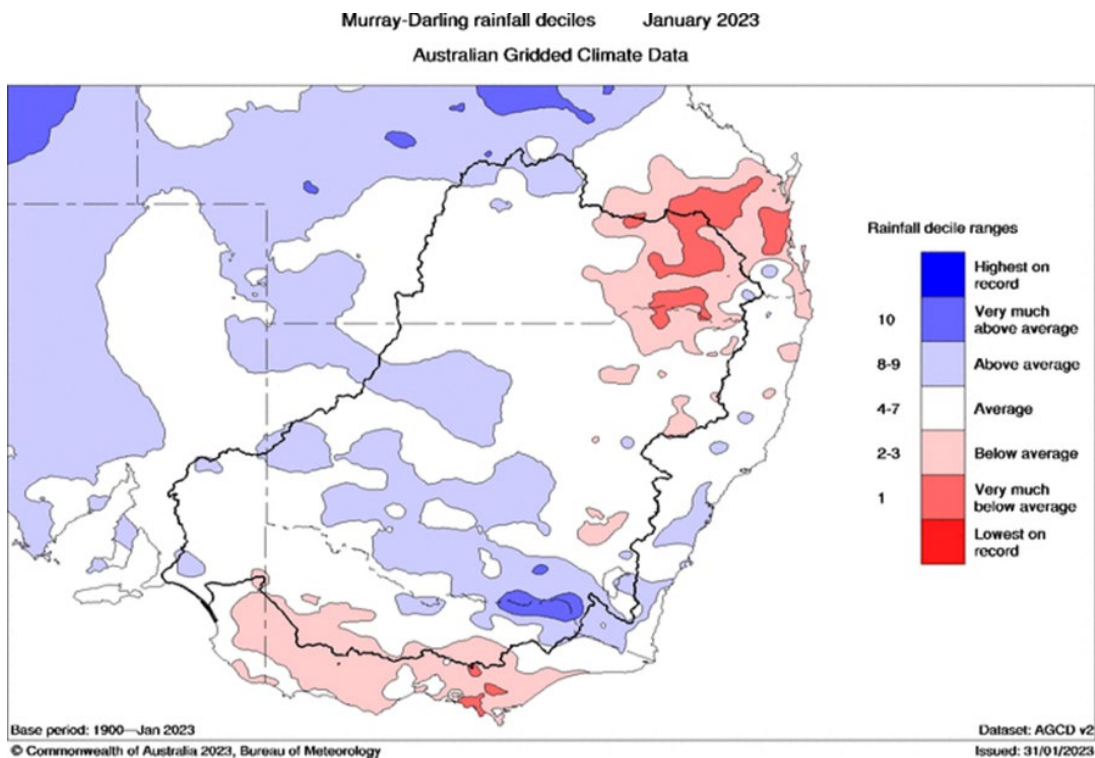 Murray-Darling rainfall deciles January 2023
Australian Gridded Climate Data
Rainfall decile ranges
Highest on
record
10
Very much
above average
8-9
Above average
4-7
Average
2-3
Below average
1
Very much
below average
Lowest on
record
Base period: 1900—Jan 2023
Dataset: AGCD v2
© Commonwealth of Australia 2023, Bureau of Meteorology
Issued: 31/01/2023